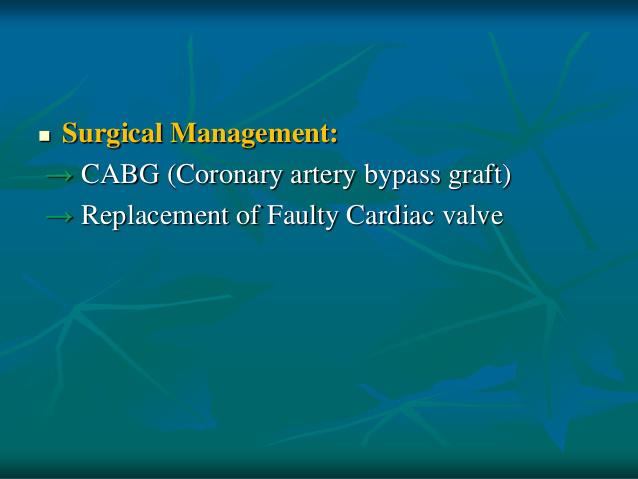 ▪ Surgical Management:
→ CABG (Coronary artery bypass graft)
→ Replacement of Faulty Cardiac valve